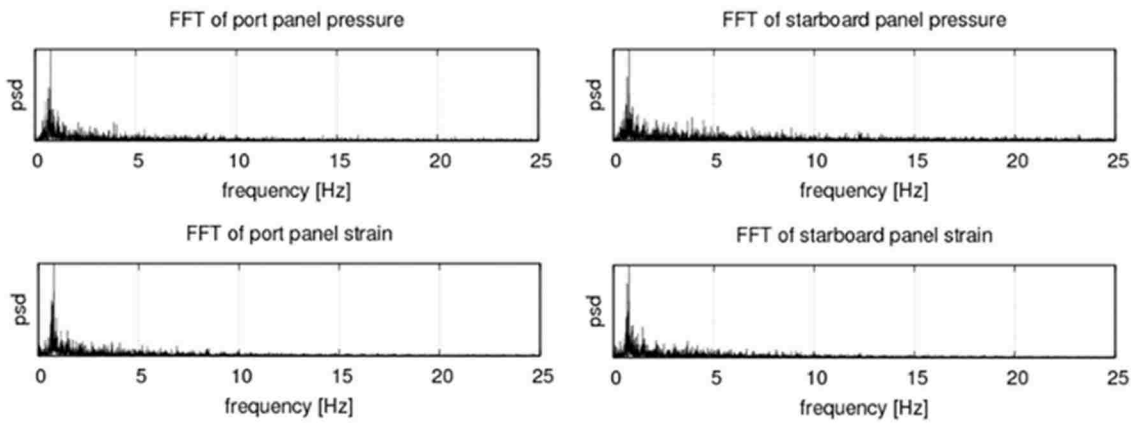 FFT of port panel pressure
psd
0 5 10 15 20 25
frequency [Hz]
FFT of starboard panel pressure
psd
0 5 10 15 20 25
frequency [Hz]
FFT of port panel strain
psd
0 5 10 15 20 25
frequency [Hz]
FFT of starboard panel strain
psd
0 5 10 15 20 25
frequency [Hz]